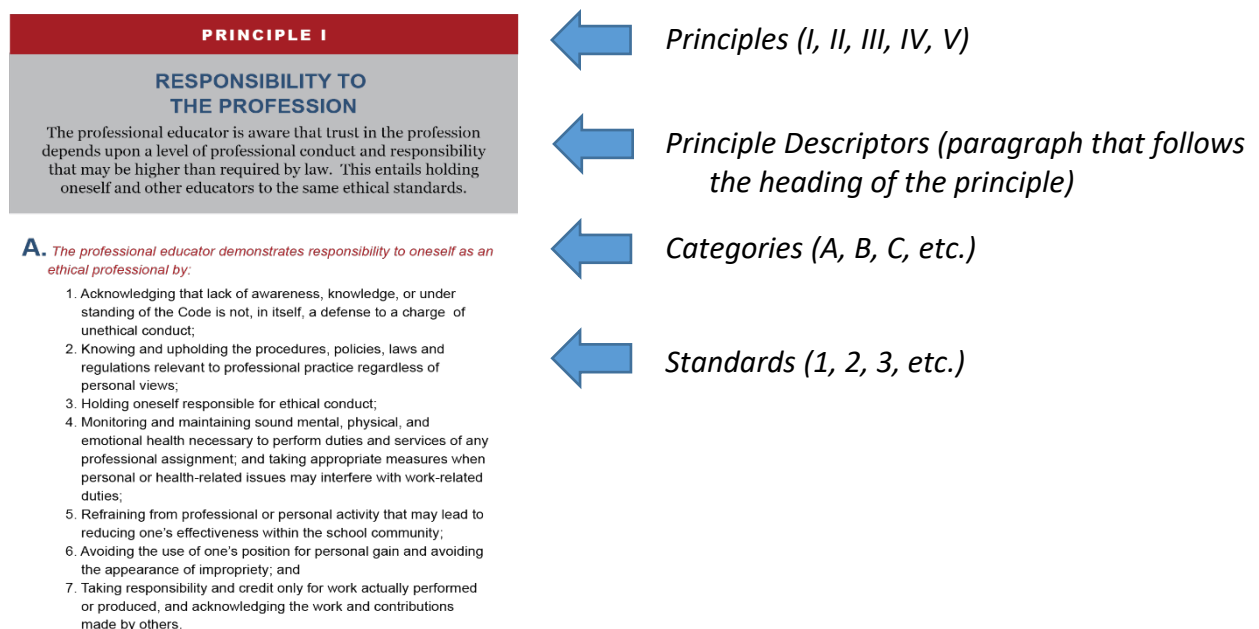 PRINCIPLE I
RESPONSIBILITY TO
THE PROFESSION
The professional educator is aware that trust in the profession
depends upon a level of professional conduct and responsibility
that may be higher than required by law.  This entails holding
oneself and other educators to the same ethical standards.
A. The professional educator demonstrates responsibility to oneself as an
ethical professional by:
1. Acknowledging that lack of awareness, knowledge, or under
standing of the Code is not, in itself, a defense to a charge  of
unethical conduct;
2. Knowing and upholding the procedures, policies, laws and
regulations relevant to professional practice regardless of
personal views;
3. Holding oneself responsible for ethical conduct;
4. Monitoring and maintaining sound mental, physical, and
emotional health necessary to perform duties and services of any
professional assignment; and taking appropriate measures when
personal or health-related issues may interfere with work-related
duties;
5. Refraining from professional or personal activity that may lead to
reducing one's effectiveness within the school community;
6. Avoiding the use of one's position for personal gain and avoiding
the appearance of impropriety; and
7. Taking responsibility and credit only for work actually performed
or produced, and acknowledging the work and contributions
made by others.
Principles (I, II, III, IV, V)
Principle Descriptors (paragraph that follows
the heading of the principle)
Categories (A, B, C, etc.)
Standards (1, 2, 3, etc.)